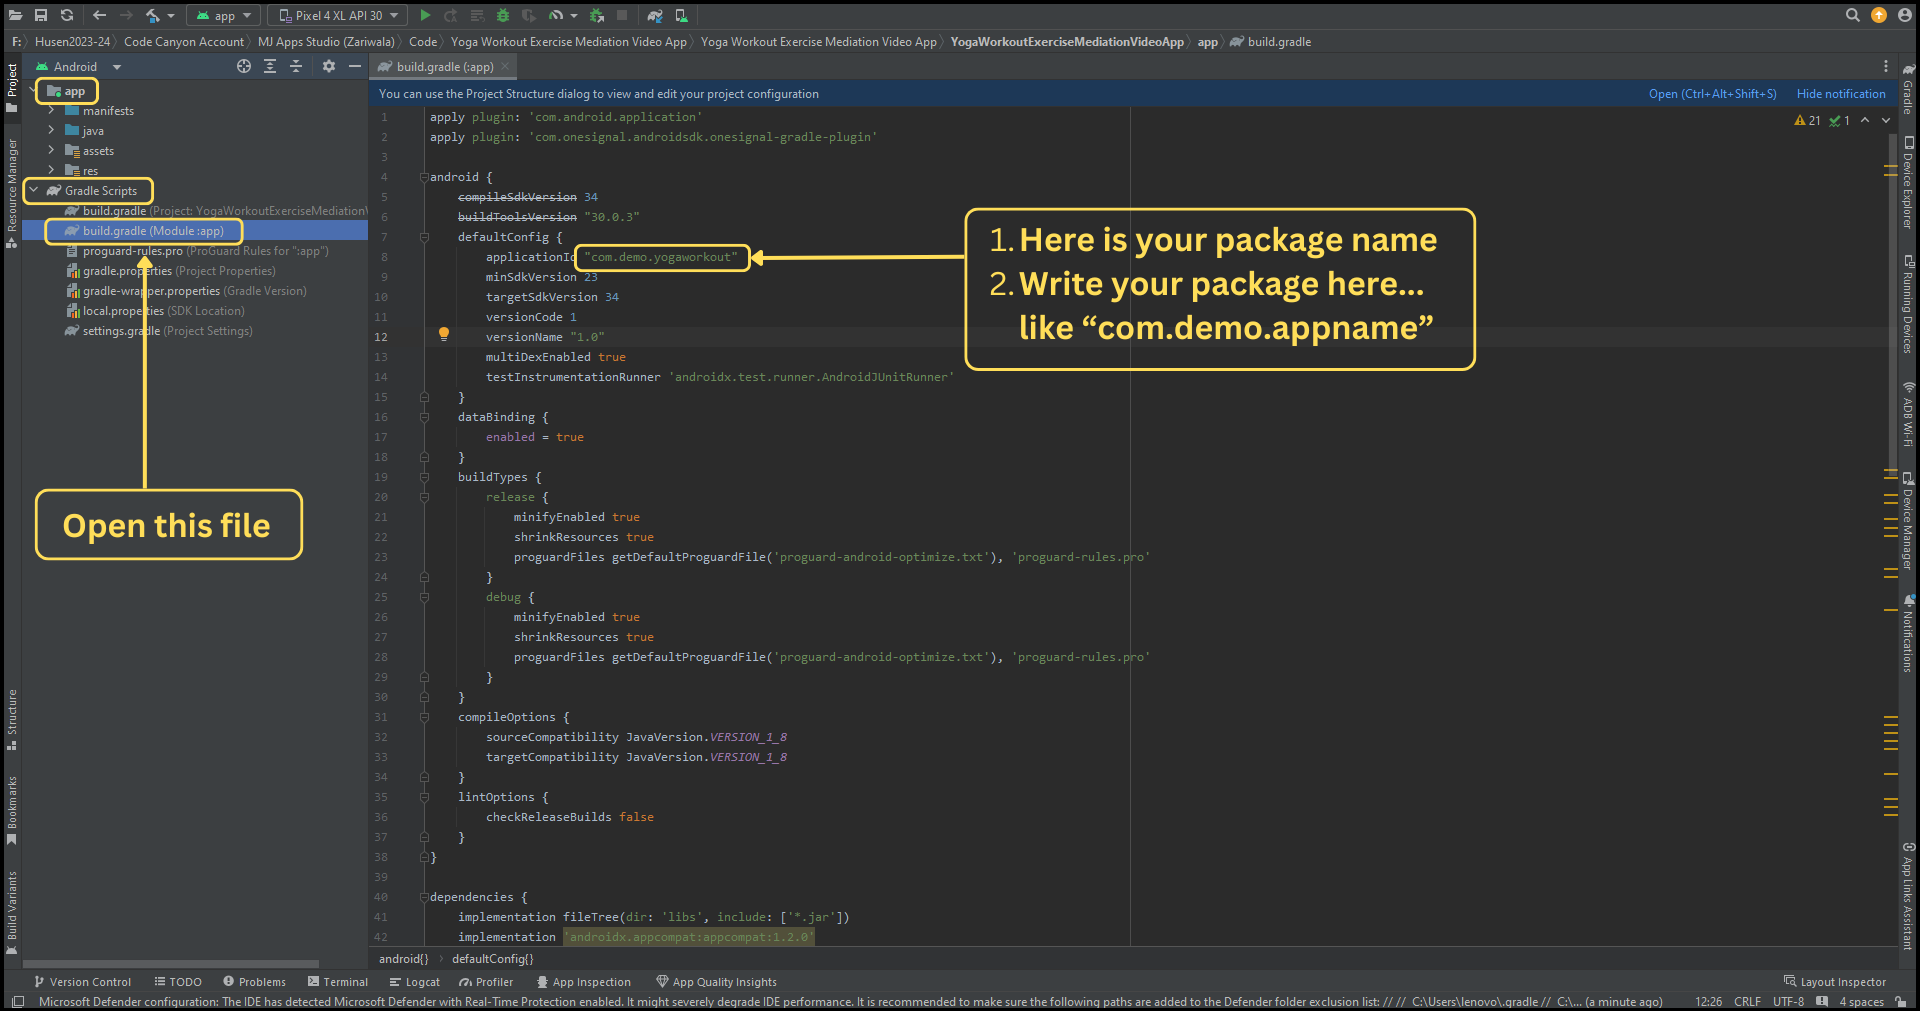 app
Pixel 4 XL API 30
F: Husen2023-24 Code Canyon Account MJ Apps Studio (Zariwala) Code Yoga Workout Exercise Mediation Video App Yoga Workout Exercise Mediation Video App YogaWorkoutExerciseMediationVideoApp app build.gradle
Project
Resource Manager
Structure
Bookmarks
Build Variants
Android
app
manifests
java
assets
res
Gradle Scripts
build.gradle (Project: YogaWorkoutExerciseMediation
build.gradle (Module :app)
proguard-rules.pro (ProGuard Rules for ":app")
gradle.properties (Project Properties)
gradle-wrapper.properties (Gradle Version)
local.properties (SDK Location)
settings.gradle (Project Settings)
Open this file
build.gradle (:app)
You can use the Project Structure dialog to view and edit your project configuration
Open (Ctrl+Alt+Shift+S) Hide notification
21 1
1 apply plugin: 'com.android.application'
2 apply plugin: 'com.onesignal.androidsdk.onesignal-gradle-plugin'
3
4 android {
5 compileSdkVersion 34
6 buildToolsVersion "30.0.3"
7 defaultConfig {
8 applicationId "com.demo.yogaworkout"
9 minSdkVersion 23
10 targetSdkVersion 34
11 versionCode 1
12 versionName "1.0"
13 multiDexEnabled true
14 testInstrumentationRunner 'androidx.test.runner.AndroidJUnitRunner'
15 }
16 dataBinding {
17 enabled = true
18 }
19 buildTypes {
20 release {
21 minifyEnabled true
22 shrinkResources true
23 proguardFiles getDefaultProguardFile('proguard-android-optimize.txt'), 'proguard-rules.pro'
24 }
25 debug {
26 minifyEnabled true
27 shrinkResources true
28 proguardFiles getDefaultProguardFile('proguard-android-optimize.txt'), 'proguard-rules.pro'
29 }
30 }
31 compileOptions {
32 sourceCompatibility JavaVersion.VERSION_1_8
33 targetCompatibility JavaVersion.VERSION_1_8
34 }
35 lintOptions {
36 checkReleaseBuilds false
37 }
38 }
39
40 dependencies {
41 implementation fileTree(dir: 'libs', include: ['*.jar'])
42 implementation 'androidx.appcompat:appcompat:1.2.0'
1. Here is your package name
2. Write your package here...
like “com.demo.appname”
android{} defaultConfig{}
Gradle
Device Explorer
Running Devices
ADB Wi-Fi
Device Manager
Notifications
App Links Assistant
Version Control TODO Problems Terminal Logcat Profiler App Inspection App Quality Insights Layout Inspector
Microsoft Defender configuration: The IDE has detected Microsoft Defender with Real-Time Protection enabled. It might severely degrade IDE performance. It is recommended to make sure the following paths are added to the Defender folder exclusion list: // // C:\Users\lenovo\.gradle // C:\... (a minute ago) 12:26 CRLF UTF-8 4 spaces